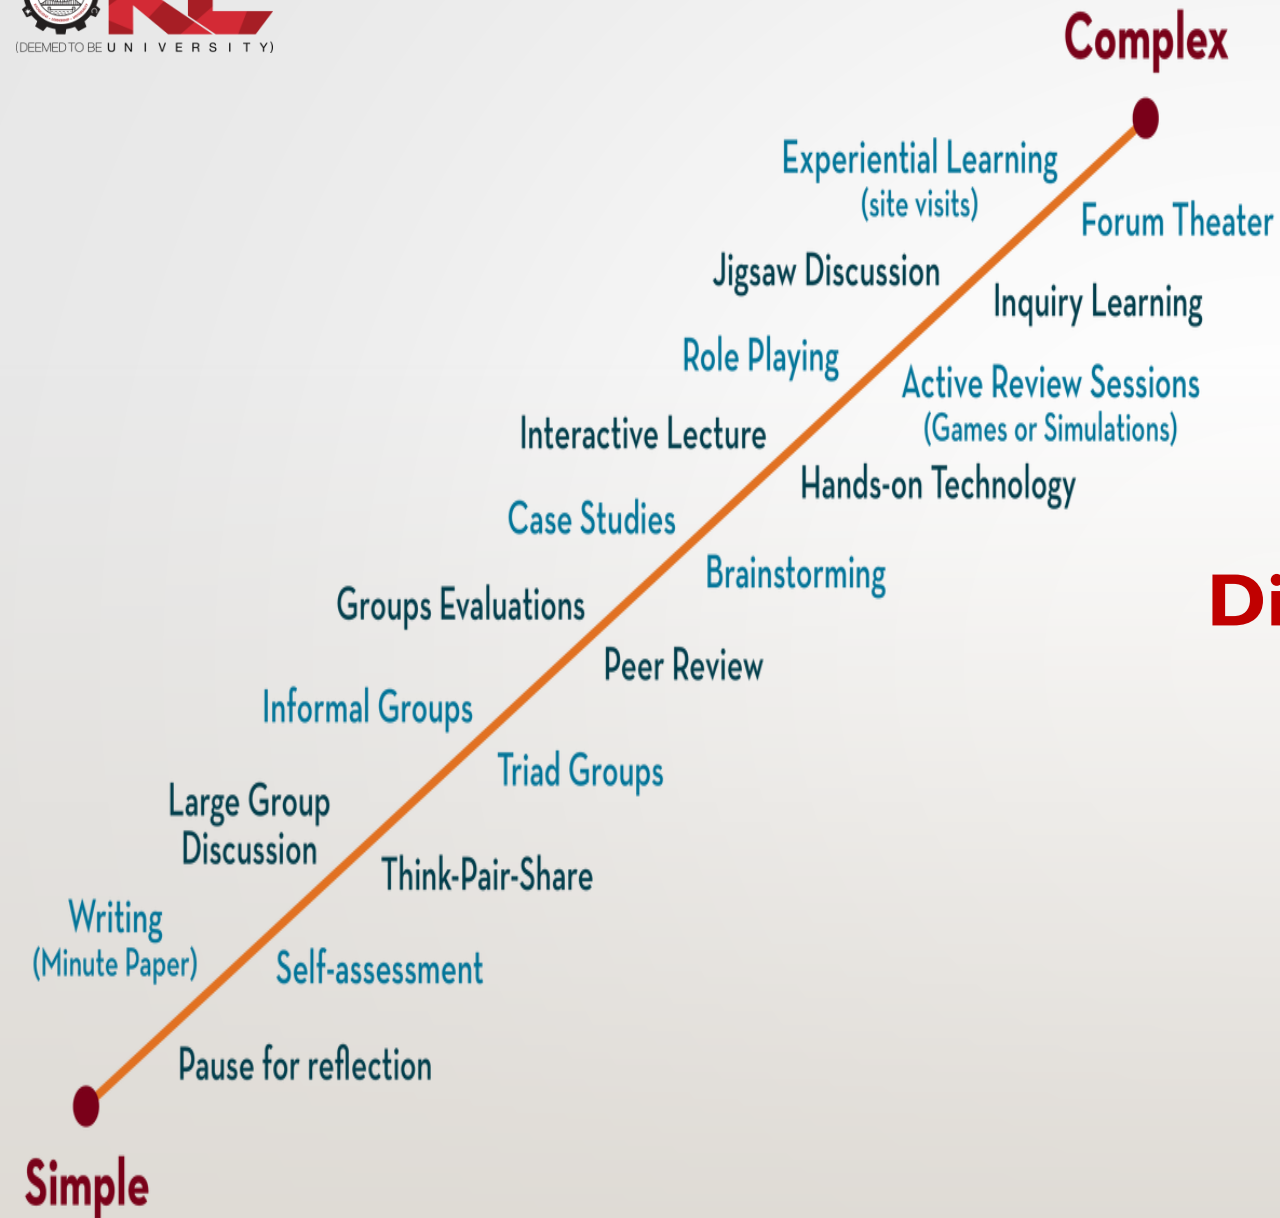 (DEEMED TO BE UNIVERSITY)
Complex
Experiential Learning
(site visits)
Forum Theater
Jigsaw Discussion
Inquiry Learning
Role Playing
Active Review Sessions
(Games or Simulations)
Interactive Lecture
Hands-on Technology
Case Studies
Brainstorming
Groups Evaluations
Peer Review
Informal Groups
Triad Groups
Large Group
Discussion
Think-Pair-Share
Writing
(Minute Paper)
Self-assessment
Pause for reflection
Simple